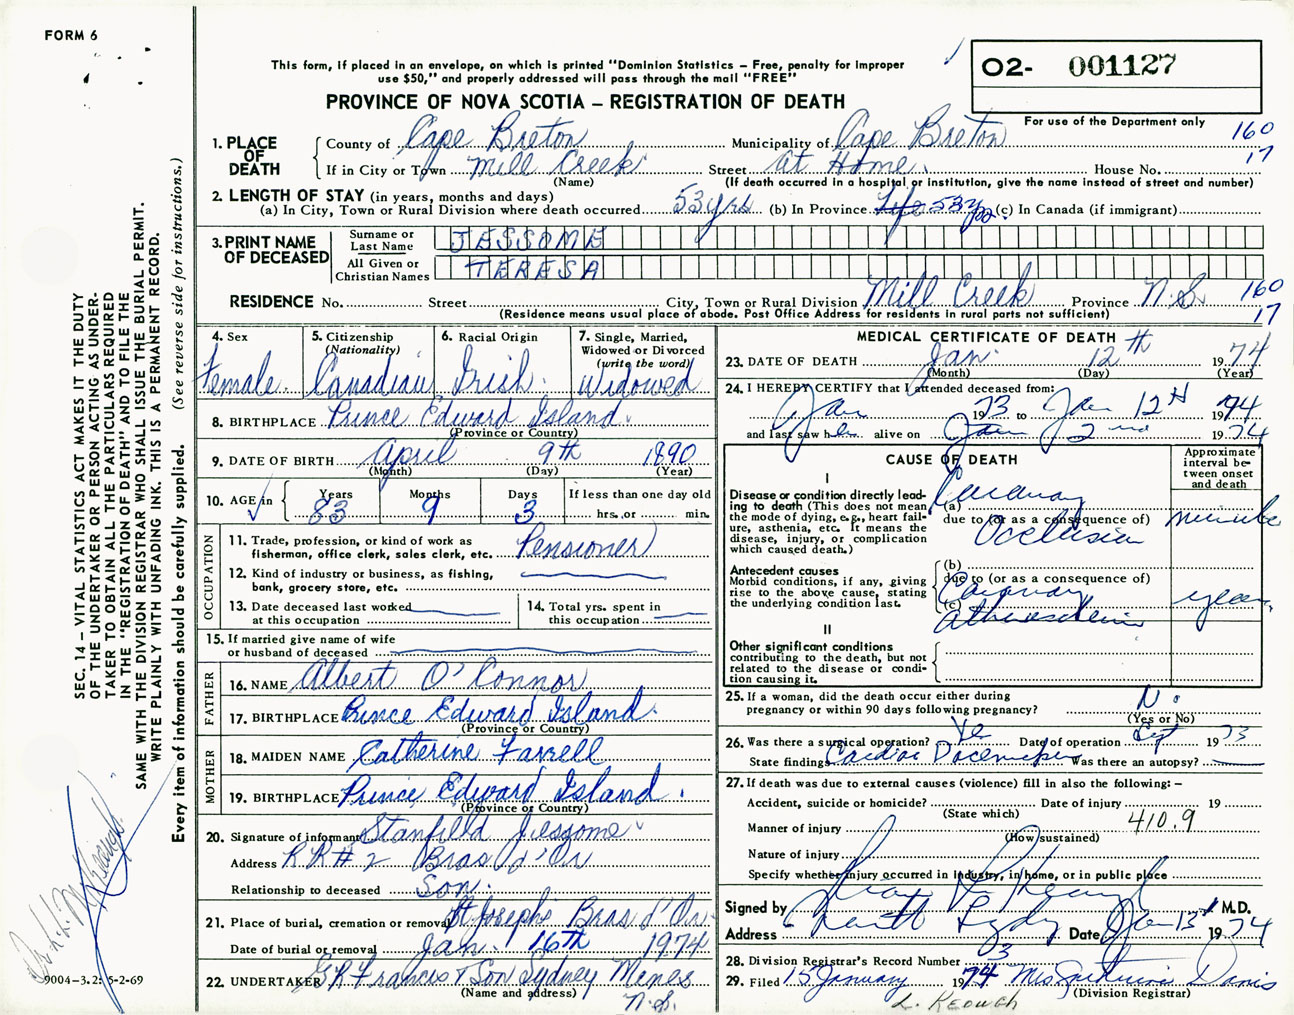 FORM 6
This form, if placed in an envelope, on which is printed "Dominion Statistics — Free, penalty for improper
use $50," and properly addressed will pass through the mail "FREE"
PROVINCE OF NOVA SCOTIA — REGISTRATION OF DEATH
O2- 001127
For use of the Department only
160
17
1. PLACE OF DEATH
County of Cape Breton Municipality of Cape Breton
If in City or Town Mill Creek Street At Home. House No.
(Name) (If death occurred in a hospital or institution, give the name instead of street and number)
2. LENGTH OF STAY (in years, months and days)
(a) In City, Town or Rural Division where death occurred 53 yrs (b) In Province Life 53 yrs (c) In Canada (if immigrant)
3. PRINT NAME OF DECEASED
Surname or Last Name JESSOME
All Given or Christian Names TERESA
RESIDENCE No. Street City, Town or Rural Division Mill Creek Province N.S. 160
(Residence means usual place of abode. Post Office Address for residents in rural parts not sufficient) 17
4. Sex Female.
5. Citizenship (Nationality) Canadian
6. Racial Origin Irish.
7. Single, Married, Widowed or Divorced (write the word) Widowed
8. BIRTHPLACE Prince Edward Island.
(Province or Country)
9. DATE OF BIRTH April 9th 1890
(Month) (Day) (Year)
10. AGE in Years 83 Months 9 Days 3 If less than one day old hrs. or min.
OCCUPATION
11. Trade, profession, or kind of work as
fisherman, office clerk, sales clerk, etc. Pensioner
12. Kind of industry or business, as fishing,
bank, grocery store, etc.
13. Date deceased last worked
at this occupation
14. Total yrs. spent in
this occupation
15. If married give name of wife
or husband of deceased
FATHER
16. NAME Albert O'Connor
17. BIRTHPLACE Prince Edward Island.
(Province or Country)
MOTHER
18. MAIDEN NAME Catherine Farrell
19. BIRTHPLACE Prince Edward Island.
(Province or Country)
20. Signature of informant Stanfield Jessome
Address R R # 2 Bras d'Or
Relationship to deceased Son.
21. Place of burial, cremation or removal St Josephs Bras d'Or
Date of burial or removal Jan. 16th 1974
22. UNDERTAKER G R Francis & Son Sydney Mines
(Name and address) N.S.
MEDICAL CERTIFICATE OF DEATH
23. DATE OF DEATH Jan. 12th 1974
(Month) (Day) (Year)
24. I HEREBY CERTIFY that I attended deceased from:
Jan 1973 to Jan 12th 1974
and last saw her alive on Jan 2nd 1974
CAUSE OF DEATH
Approximate interval between onset and death
I
Disease or condition directly leading to death (This does not mean the mode of dying, e.g., heart failure, asthenia, etc. It means the disease, injury, or complication which caused death.)
(a) Coronary
due to (or as a consequence of) minutes
Occlusion
Antecedent causes
Morbid conditions, if any, giving rise to the above cause, stating the underlying condition last.
(b)
due to (or as a consequence of)
Coronary years
(c)
II
Other significant conditions
contributing to the death, but not related to the disease or condition causing it.
25. If a woman, did the death occur either during
pregnancy or within 90 days following pregnancy? No
(Yes or No)
26. Was there a surgical operation? Yes Date of operation Sept 1973
State findings Cardiac Pacemaker Was there an autopsy?
27. If death was due to external causes (violence) fill in also the following: —
Accident, suicide or homicide? Date of injury 19
(State which)
Manner of injury 410.9
(How sustained)
Nature of injury
Specify whether injury occurred in industry, in home, or in public place
Signed by M.D.
Address North Sydney Date Jan 13 1974
28. Division Registrar's Record Number 03
29. Filed 15 January 1974 Mrs Davis
(Division Registrar)
L. KEOUGH
SEC. 14 — VITAL STATISTICS ACT MAKES IT THE DUTY
OF THE UNDERTAKER OR PERSON ACTING AS UNDERTAKER
TO OBTAIN ALL THE PARTICULARS REQUIRED
IN THE "REGISTRATION OF DEATH" AND TO FILE THE
SAME WITH THE DIVISION REGISTRAR WHO SHALL ISSUE THE BURIAL PERMIT.
WRITE PLAINLY WITH UNFADING INK. THIS IS A PERMANENT RECORD.
Every item of information should be carefully supplied. (See reverse side for instructions.)